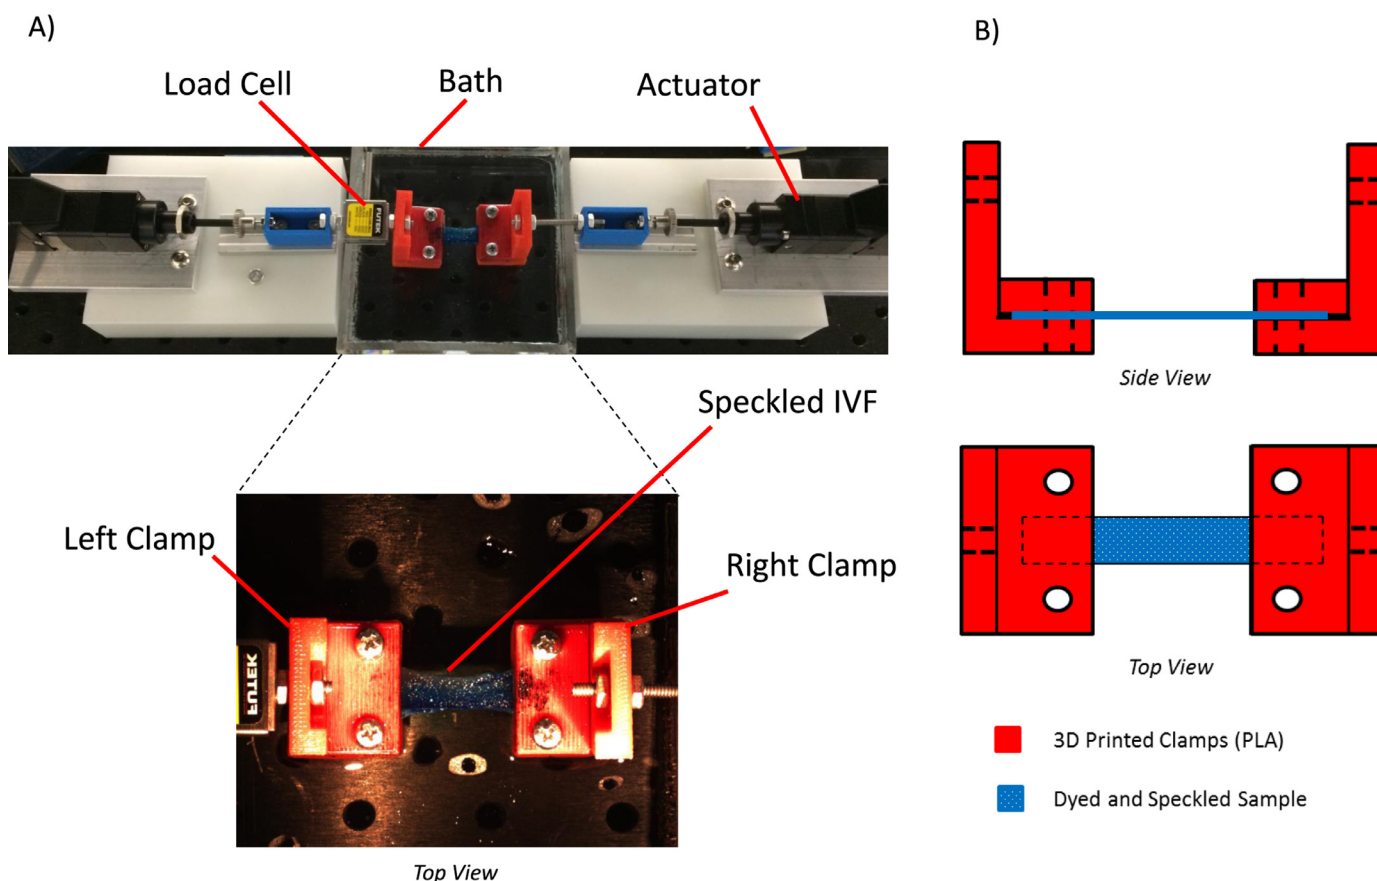 A)
B)
Load Cell
Bath
Actuator
FUTEK
Side View
Speckled IVF
Left Clamp
Right Clamp
FUTEK
Top View
Top View
3D Printed Clamps (PLA)
Dyed and Speckled Sample